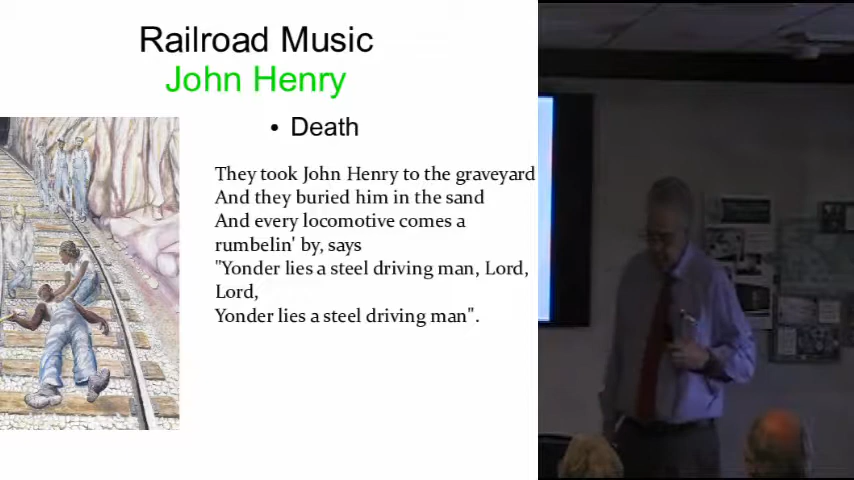 Railroad Music
John Henry
• Death
They took John Henry to the graveyard
And they buried him in the sand
And every locomotive comes a
rumbelin' by, says
"Yonder lies a steel driving man, Lord,
Lord,
Yonder lies a steel driving man".